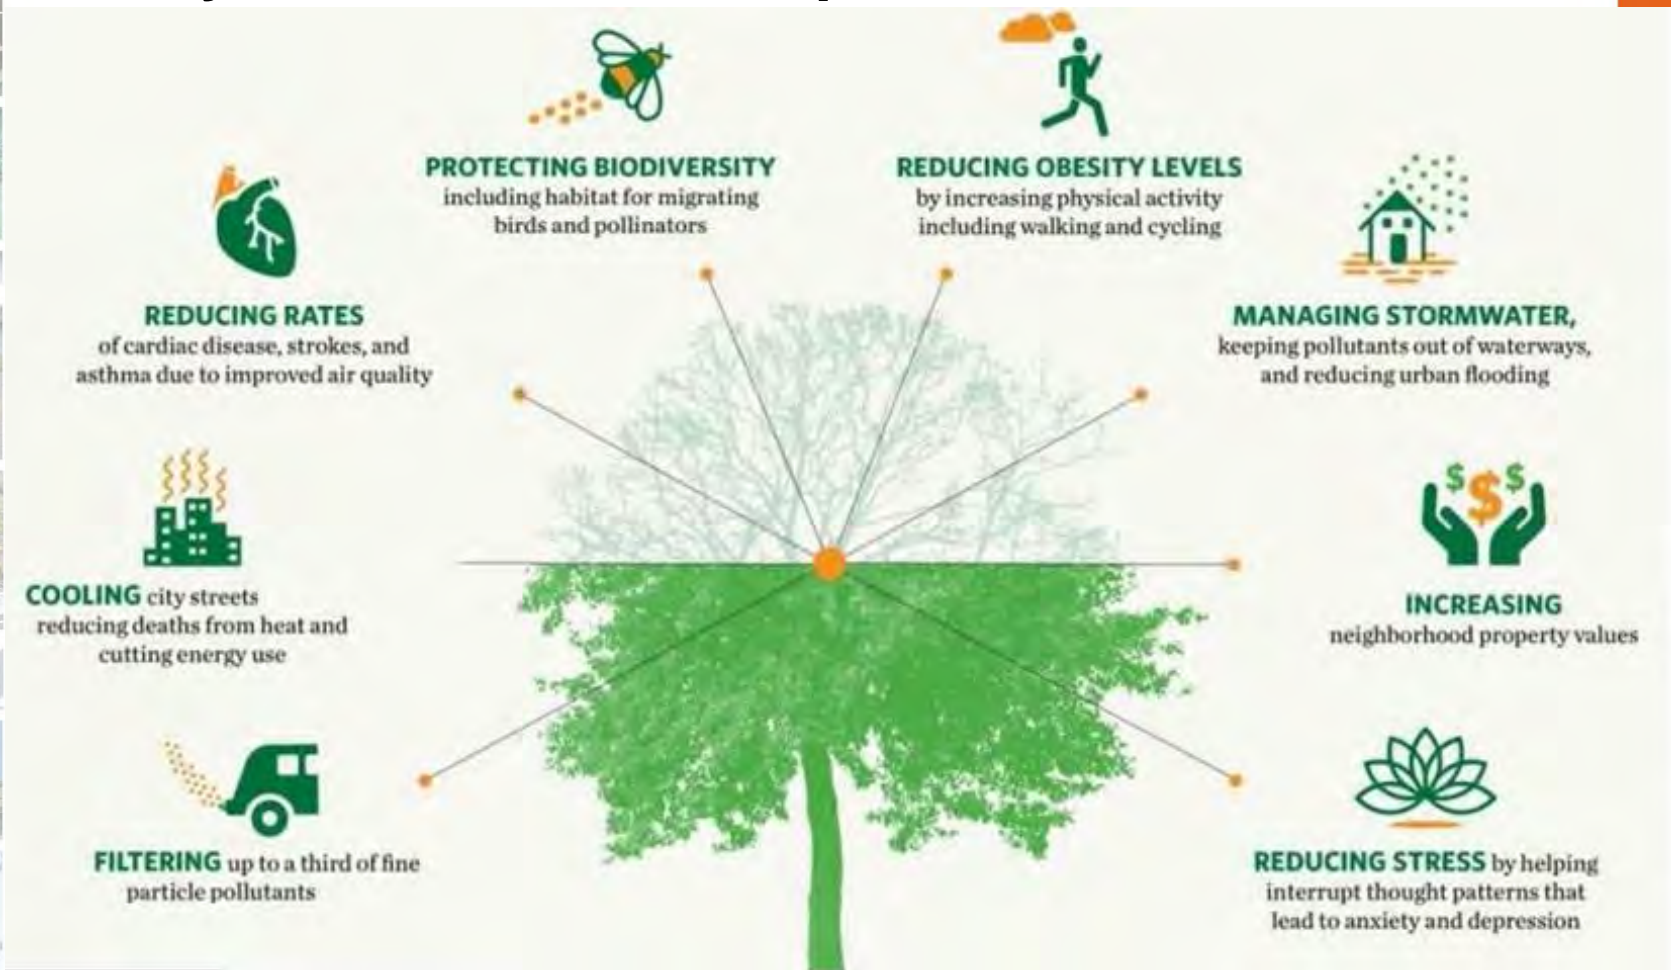 PROTECTING BIODIVERSITY
including habitat for migrating
birds and pollinators
REDUCING OBESITY LEVELS
by increasing physical activity
including walking and cycling
REDUCING RATES
of cardiac disease, strokes, and
asthma due to improved air quality
MANAGING STORMWATER,
keeping pollutants out of waterways,
and reducing urban flooding
COOLING city streets
reducing deaths from heat and
cutting energy use
$ $ $
INCREASING
neighborhood property values
FILTERING up to a third of fine
particle pollutants
REDUCING STRESS by helping
interrupt thought patterns that
lead to anxiety and depression